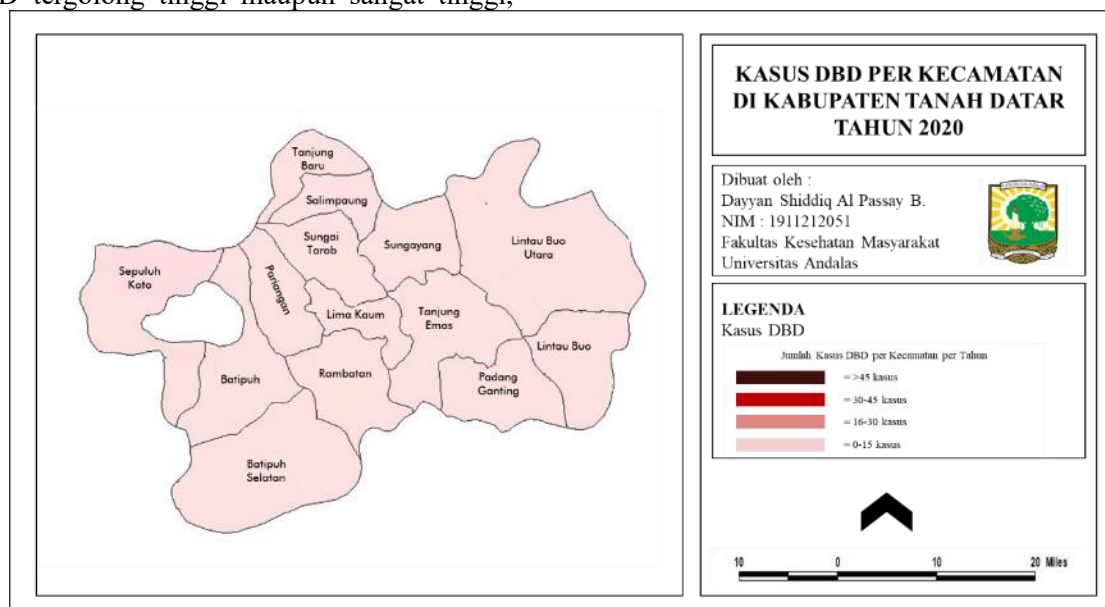 D tergolong tinggi maupun sangat tinggi,
Tanjung
Baru
Salimpaung
Sungai
Tarab
Sungayang
Lintau Buo
Utara
Sepuluh
Koto
Pariangan
Lima Kaum
Tanjung
Emas
Lintau Buo
Batipuh
Rambatan
Padang
Ganting
Batipuh
Selatan
KASUS DBD PER KECAMATAN
DI KABUPATEN TANAH DATAR
TAHUN 2020
Dibuat oleh :
Dayyan Shiddiq Al Passay B.
NIM : 1911212051
Fakultas Kesehatan Masyarakat
Universitas Andalas
LEGENDA
Kasus DBD
Jumlah Kasus DBD per Kecamatan per Tahun
= >45 kasus
= 30-45 kasus
= 16-30 kasus
= 0-15 kasus
10 0 10 20 Miles